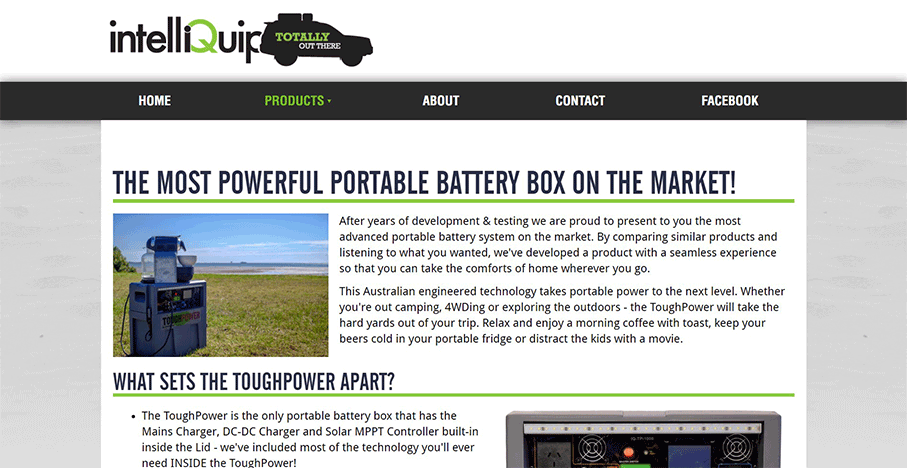 intelliQuip TOTALLY
OUT THERE
HOME PRODUCTS ABOUT CONTACT FACEBOOK
THE MOST POWERFUL PORTABLE BATTERY BOX ON THE MARKET!
After years of development & testing we are proud to present to you the most
advanced portable battery system on the market. By comparing similar products and
listening to what you wanted, we've developed a product with a seamless experience
so that you can take the comforts of home wherever you go.
This Australian engineered technology takes portable power to the next level. Whether
you're out camping, 4WDing or exploring the outdoors - the ToughPower will take the
hard yards out of your trip. Relax and enjoy a morning coffee with toast, keep your
beers cold in your portable fridge or distract the kids with a movie.
TOUGHPOWER
WHAT SETS THE TOUGHPOWER APART?
• The ToughPower is the only portable battery box that has the
Mains Charger, DC-DC Charger and Solar MPPT Controller built-in
inside the Lid - we've included most of the technology you'll ever
need INSIDE the ToughPower!